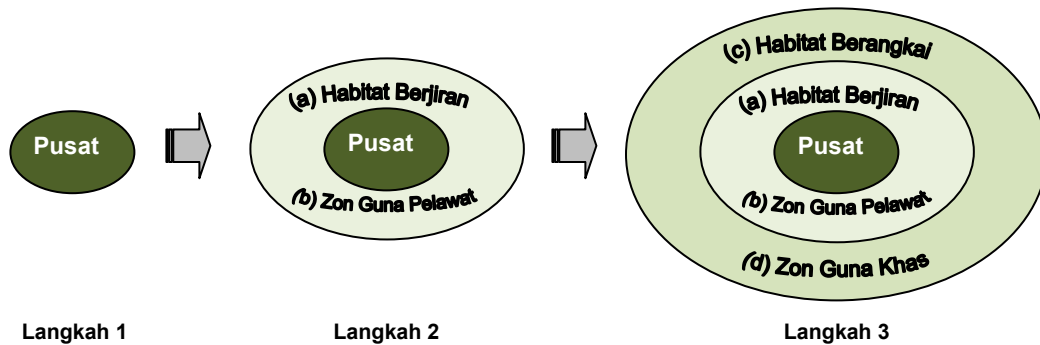 Pusat
Langkah 1
(a) Habitat Berjiran
Pusat
(b) Zon Guna Pelawat
Langkah 2
(c) Habitat Berangkai
(a) Habitat Berjiran
Pusat
(b) Zon Guna Pelawat
(d) Zon Guna Khas
Langkah 3